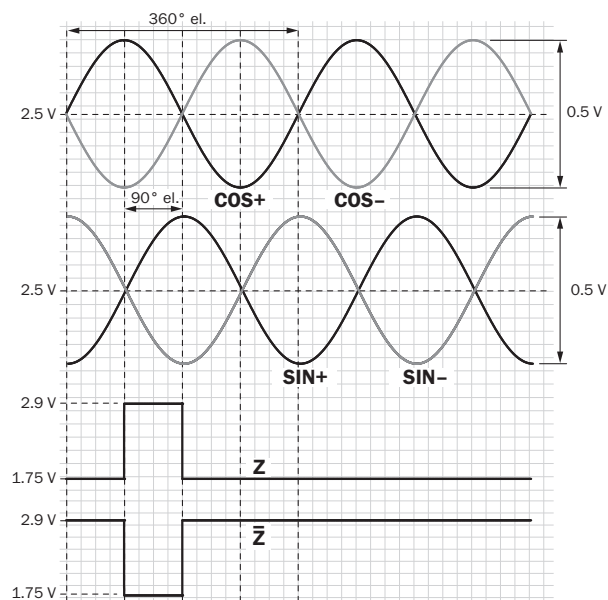 360° el.
2.5 V
0.5 V
COS+ COS–
90° el.
2.5 V
0.5 V
SIN+ SIN–
2.9 V
Z
1.75 V
2.9 V
Z̅
1.75 V